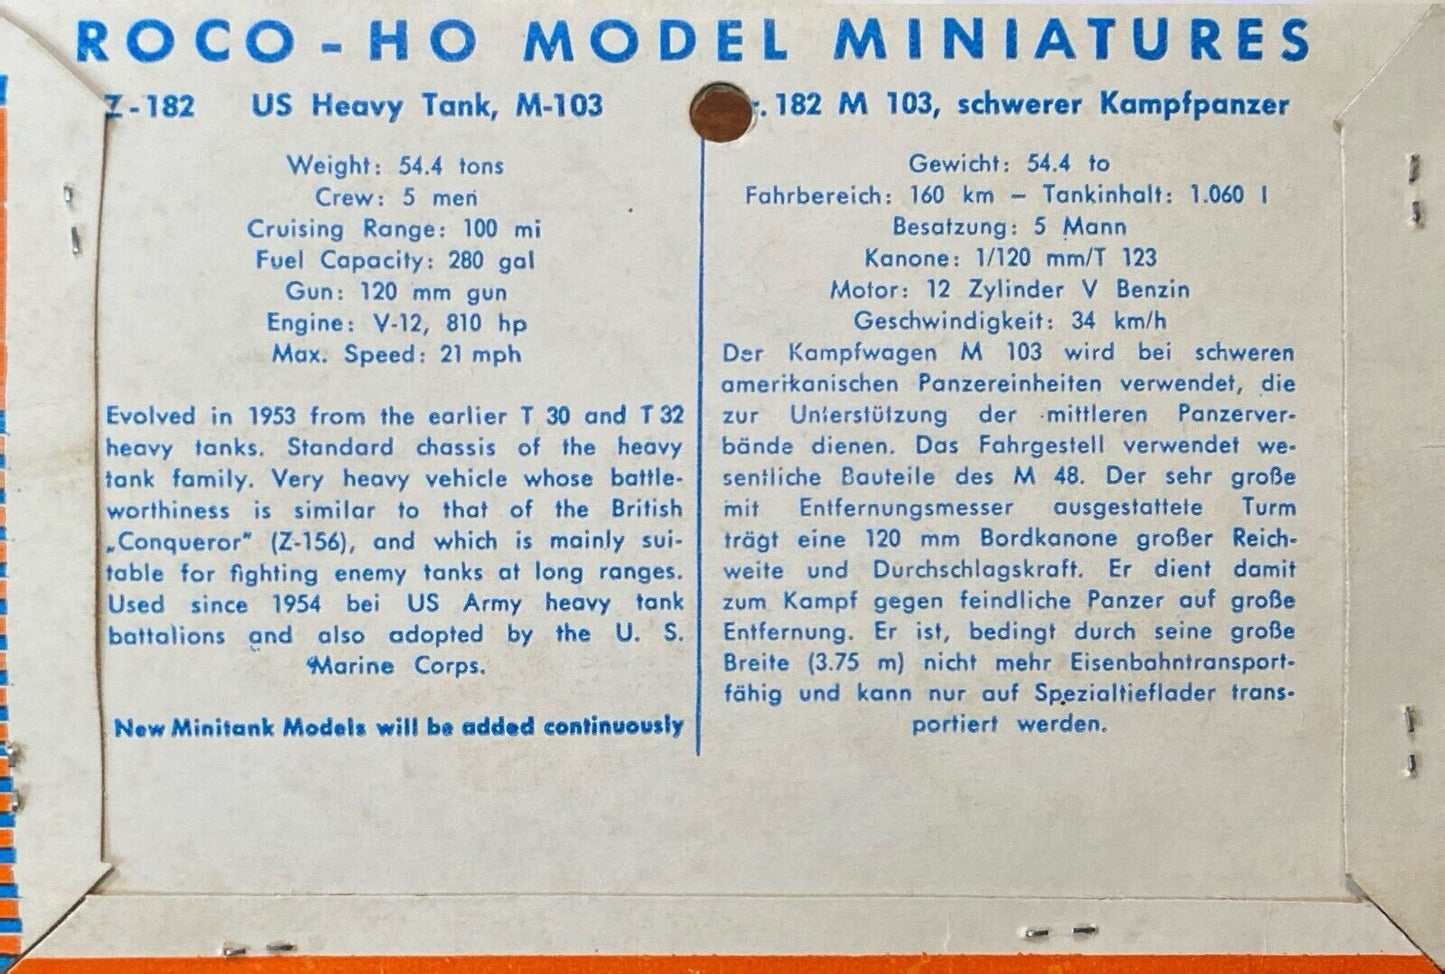 ROCO-HO MODEL MINIATURES
Z-182 US Heavy Tank, M-103
Weight: 54.4 tons
Crew: 5 men
Cruising Range: 100 mi
Fuel Capacity: 280 gal
Gun: 120 mm gun
Engine: V-12, 810 hp
Max. Speed: 21 mph
Evolved in 1953 from the earlier T 30 and T 32
heavy tanks. Standard chassis of the heavy
tank family. Very heavy vehicle whose battle-
worthiness is similar to that of the British
„Conqueror" (Z-156), and which is mainly sui-
table for fighting enemy tanks at long ranges.
Used since 1954 bei US Army heavy tank
battalions and also adopted by the U. S.
Marine Corps.
New Minitank Models will be added continuously
. 182 M 103, schwerer Kampfpanzer
Gewicht: 54.4 to
Fahrbereich: 160 km – Tankinhalt: 1.060 l
Besatzung: 5 Mann
Kanone: 1/120 mm/T 123
Motor: 12 Zylinder V Benzin
Geschwindigkeit: 34 km/h
Der Kampfwagen M 103 wird bei schweren
amerikanischen Panzereinheiten verwendet, die
zur Unterstützung der mittleren Panzerver-
bände dienen. Das Fahrgestell verwendet we-
sentliche Bauteile des M 48. Der sehr große
mit Entfernungsmesser ausgestattete Turm
trägt eine 120 mm Bordkanone großer Reich-
weite und Durchschlagskraft. Er dient damit
zum Kampf gegen feindliche Panzer auf große
Entfernung. Er ist, bedingt durch seine große
Breite (3.75 m) nicht mehr Eisenbahntransport-
fähig und kann nur auf Spezialtieflader trans-
portiert werden.